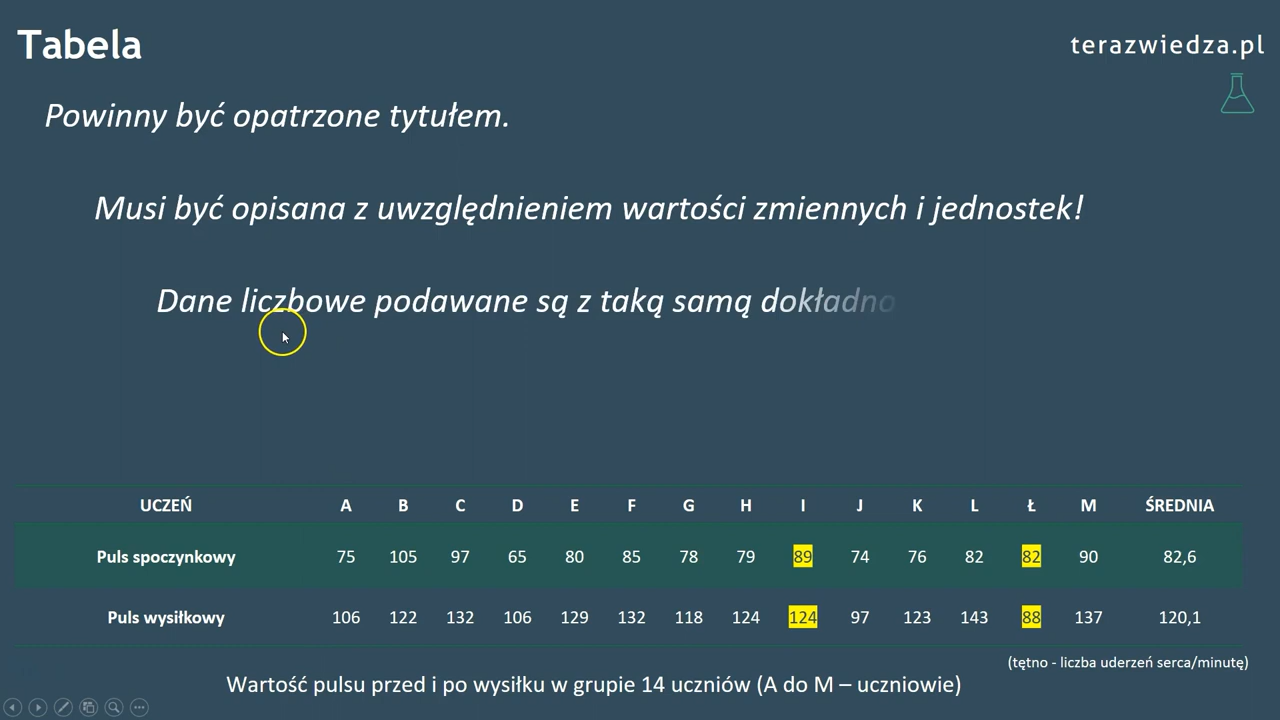 Tabela
terazwiedza.pl
Powinny być opatrzone tytułem.
Musi być opisana z uwzględnieniem wartości zmiennych i jednostek!
Dane liczbowe podawane są z taką samą dokładno
UCZEŃ A B C D E F G H I J K L Ł M ŚREDNIA
Puls spoczynkowy 75 105 97 65 80 85 78 79 89 74 76 82 82 90 82,6
Puls wysiłkowy 106 122 132 106 129 132 118 124 124 97 123 143 88 137 120,1
(tętno - liczba uderzeń serca/minutę)
Wartość pulsu przed i po wysiłku w grupie 14 uczniów (A do M – uczniowie)